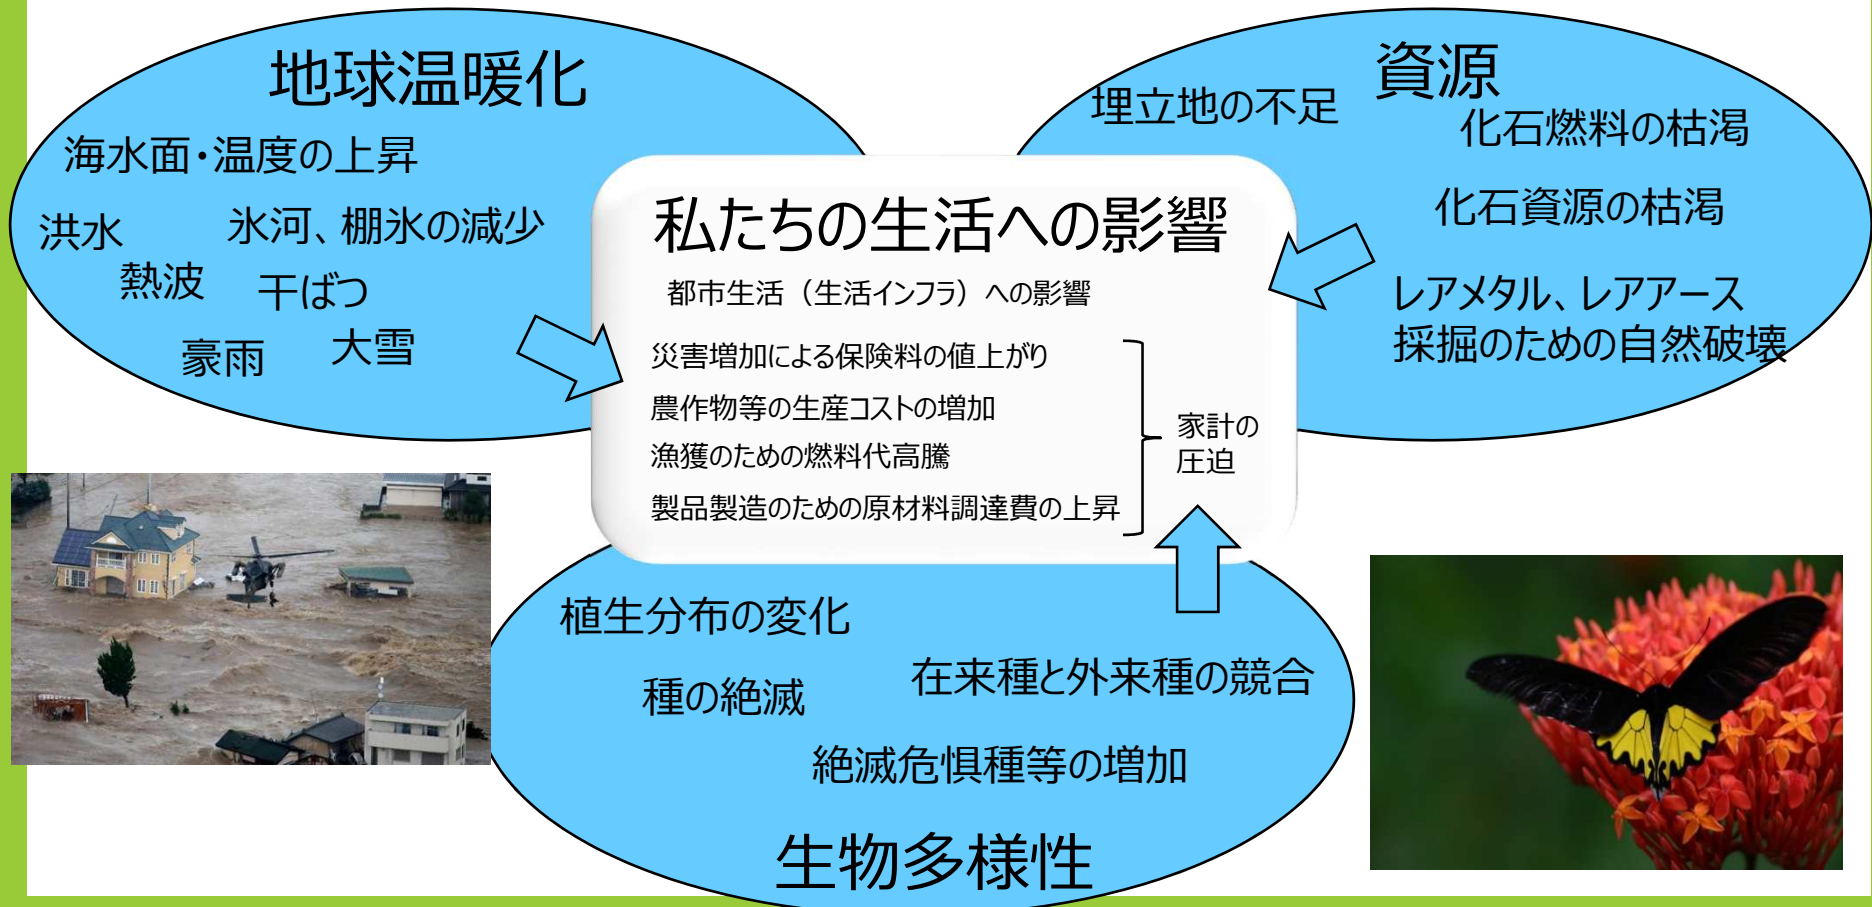 地球温暖化
海水面・温度の上昇
洪水
氷河、棚氷の減少
熱波
干ばつ
豪雨
大雪
資源
埋立地の不足
化石燃料の枯渇
化石資源の枯渇
レアメタル、レアアース
採掘のための自然破壊
私たちの生活への影響
都市生活（生活インフラ）への影響
災害増加による保険料の値上がり
農作物等の生産コストの増加
漁獲のための燃料代高騰
製品製造のための原材料調達費の上昇
家計の
圧迫
植生分布の変化
種の絶滅
在来種と外来種の競合
絶滅危惧種等の増加
生物多様性